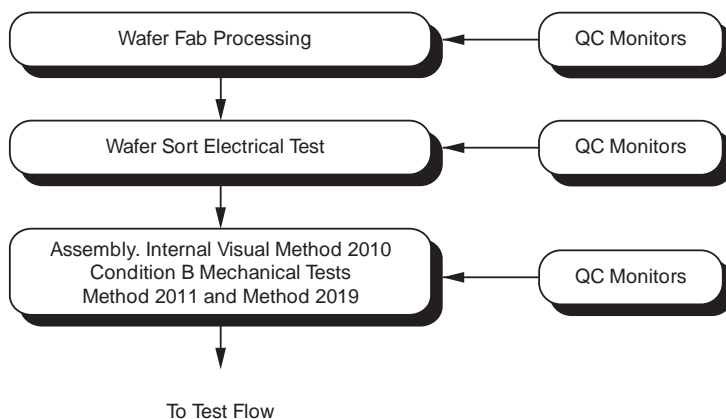 Wafer Fab Processing
QC Monitors
Wafer Sort Electrical Test
QC Monitors
Assembly. Internal Visual Method 2010
Condition B Mechanical Tests
Method 2011 and Method 2019
QC Monitors
To Test Flow